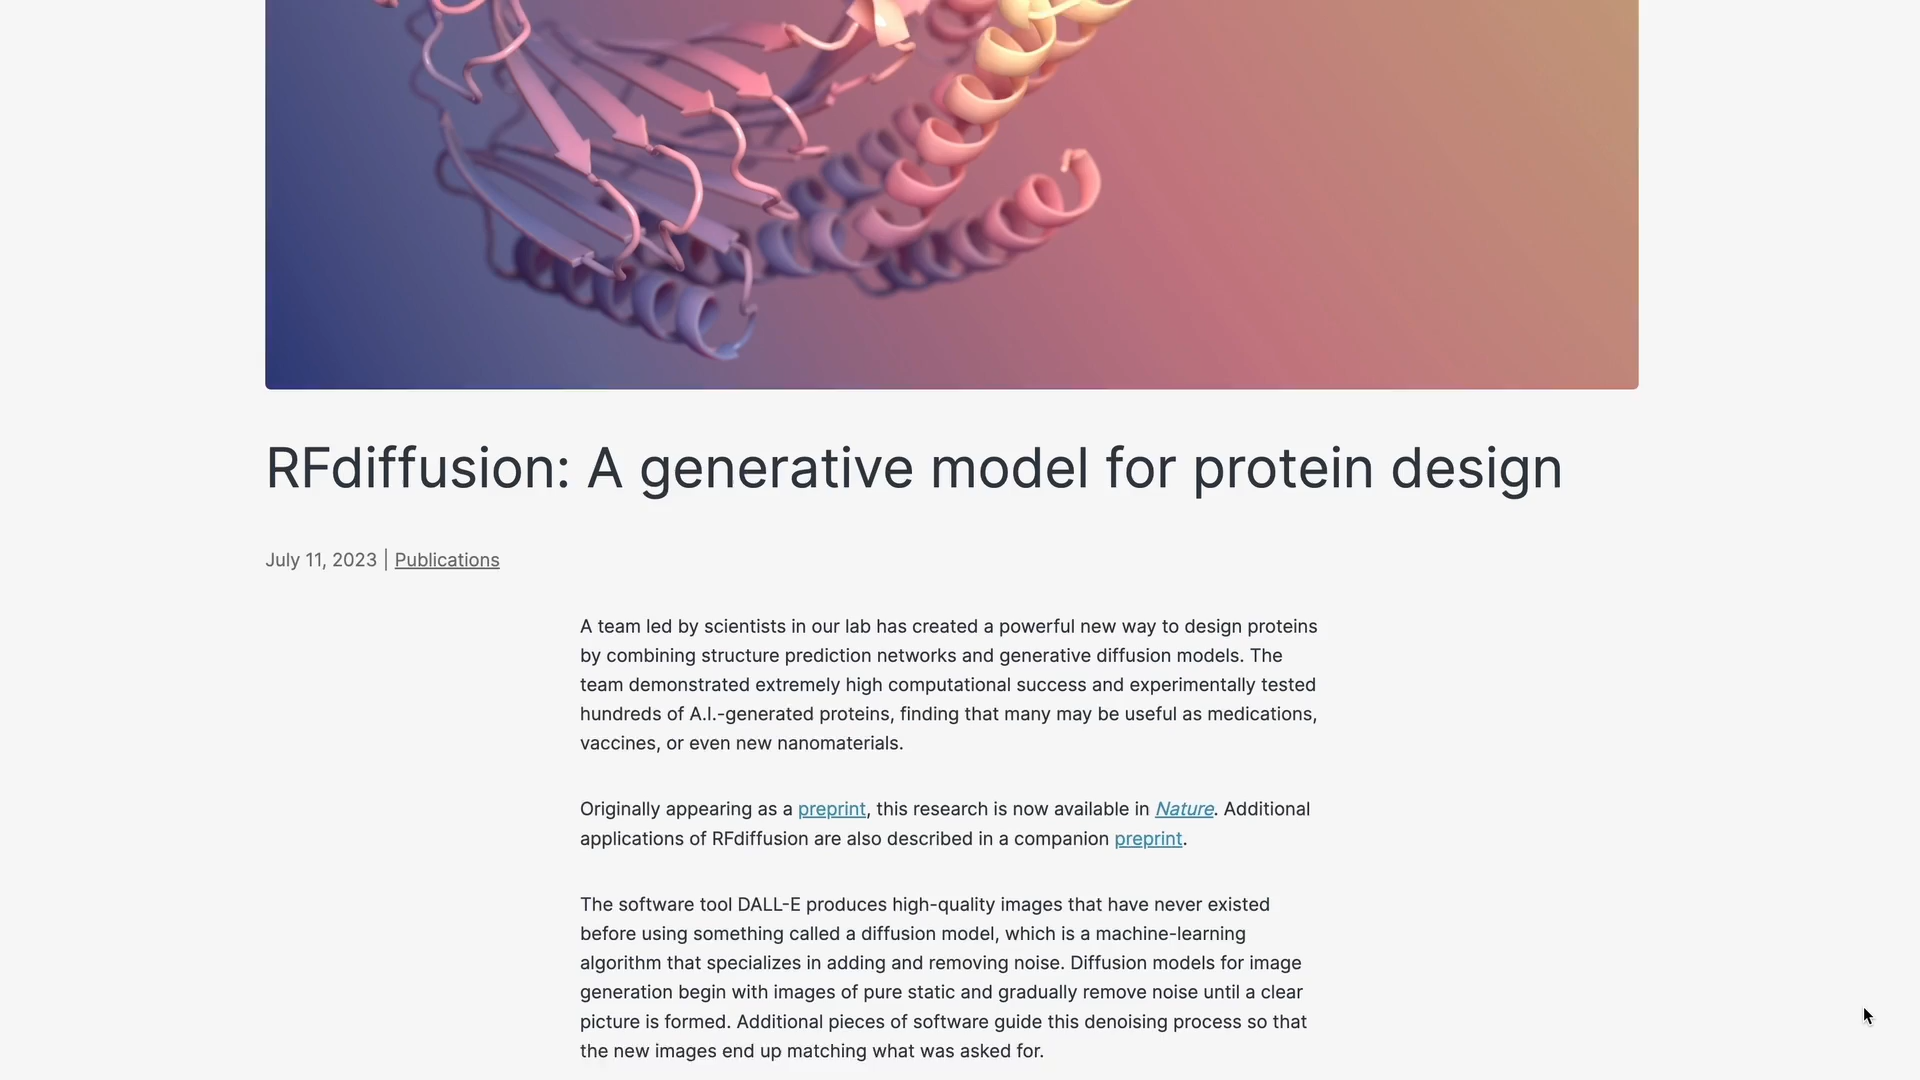 RFdiffusion: A generative model for protein design
July 11, 2023 | Publications
A team led by scientists in our lab has created a powerful new way to design proteins
by combining structure prediction networks and generative diffusion models. The
team demonstrated extremely high computational success and experimentally tested
hundreds of A.I.-generated proteins, finding that many may be useful as medications,
vaccines, or even new nanomaterials.
Originally appearing as a preprint, this research is now available in Nature. Additional
applications of RFdiffusion are also described in a companion preprint.
The software tool DALL-E produces high-quality images that have never existed
before using something called a diffusion model, which is a machine-learning
algorithm that specializes in adding and removing noise. Diffusion models for image
generation begin with images of pure static and gradually remove noise until a clear
picture is formed. Additional pieces of software guide this denoising process so that
the new images end up matching what was asked for.